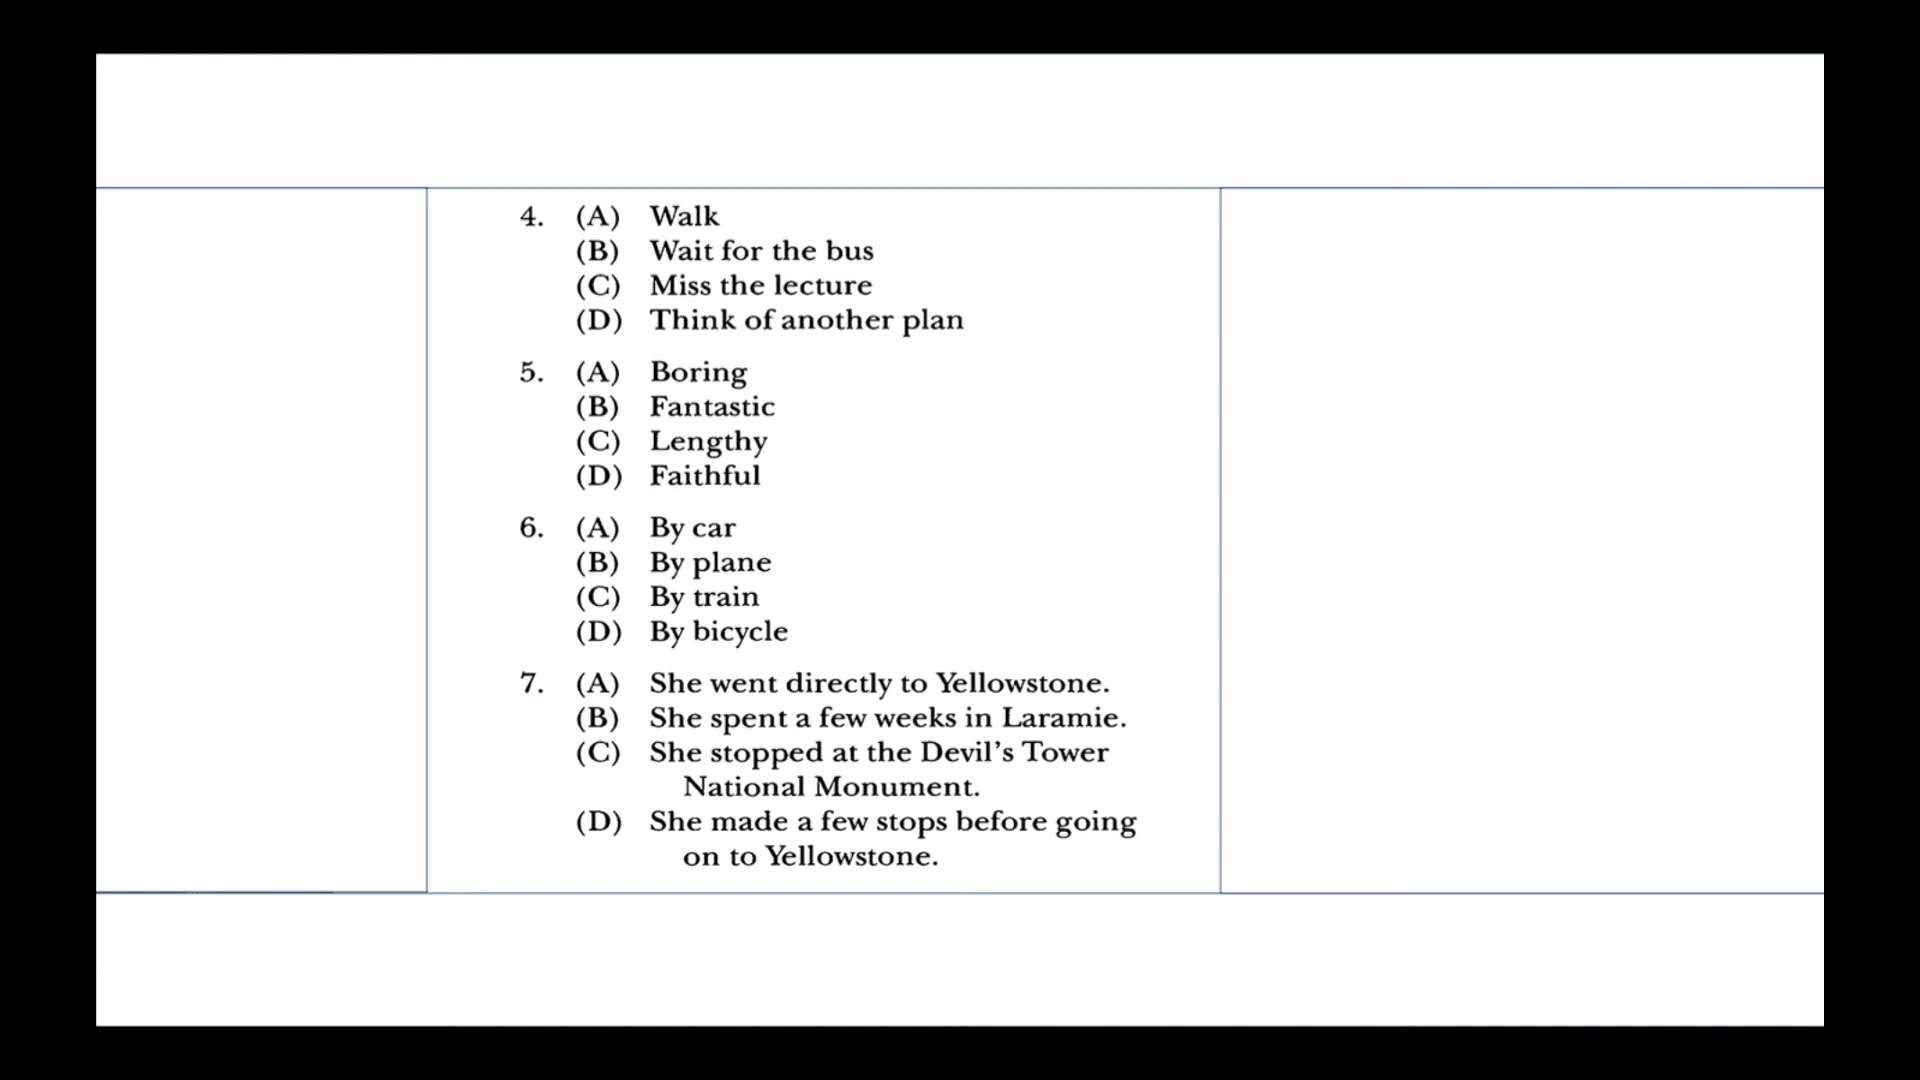 4. (A) Walk
(B) Wait for the bus
(C) Miss the lecture
(D) Think of another plan
5. (A) Boring
(B) Fantastic
(C) Lengthy
(D) Faithful
6. (A) By car
(B) By plane
(C) By train
(D) By bicycle
7. (A) She went directly to Yellowstone.
(B) She spent a few weeks in Laramie.
(C) She stopped at the Devil’s Tower
National Monument.
(D) She made a few stops before going
on to Yellowstone.